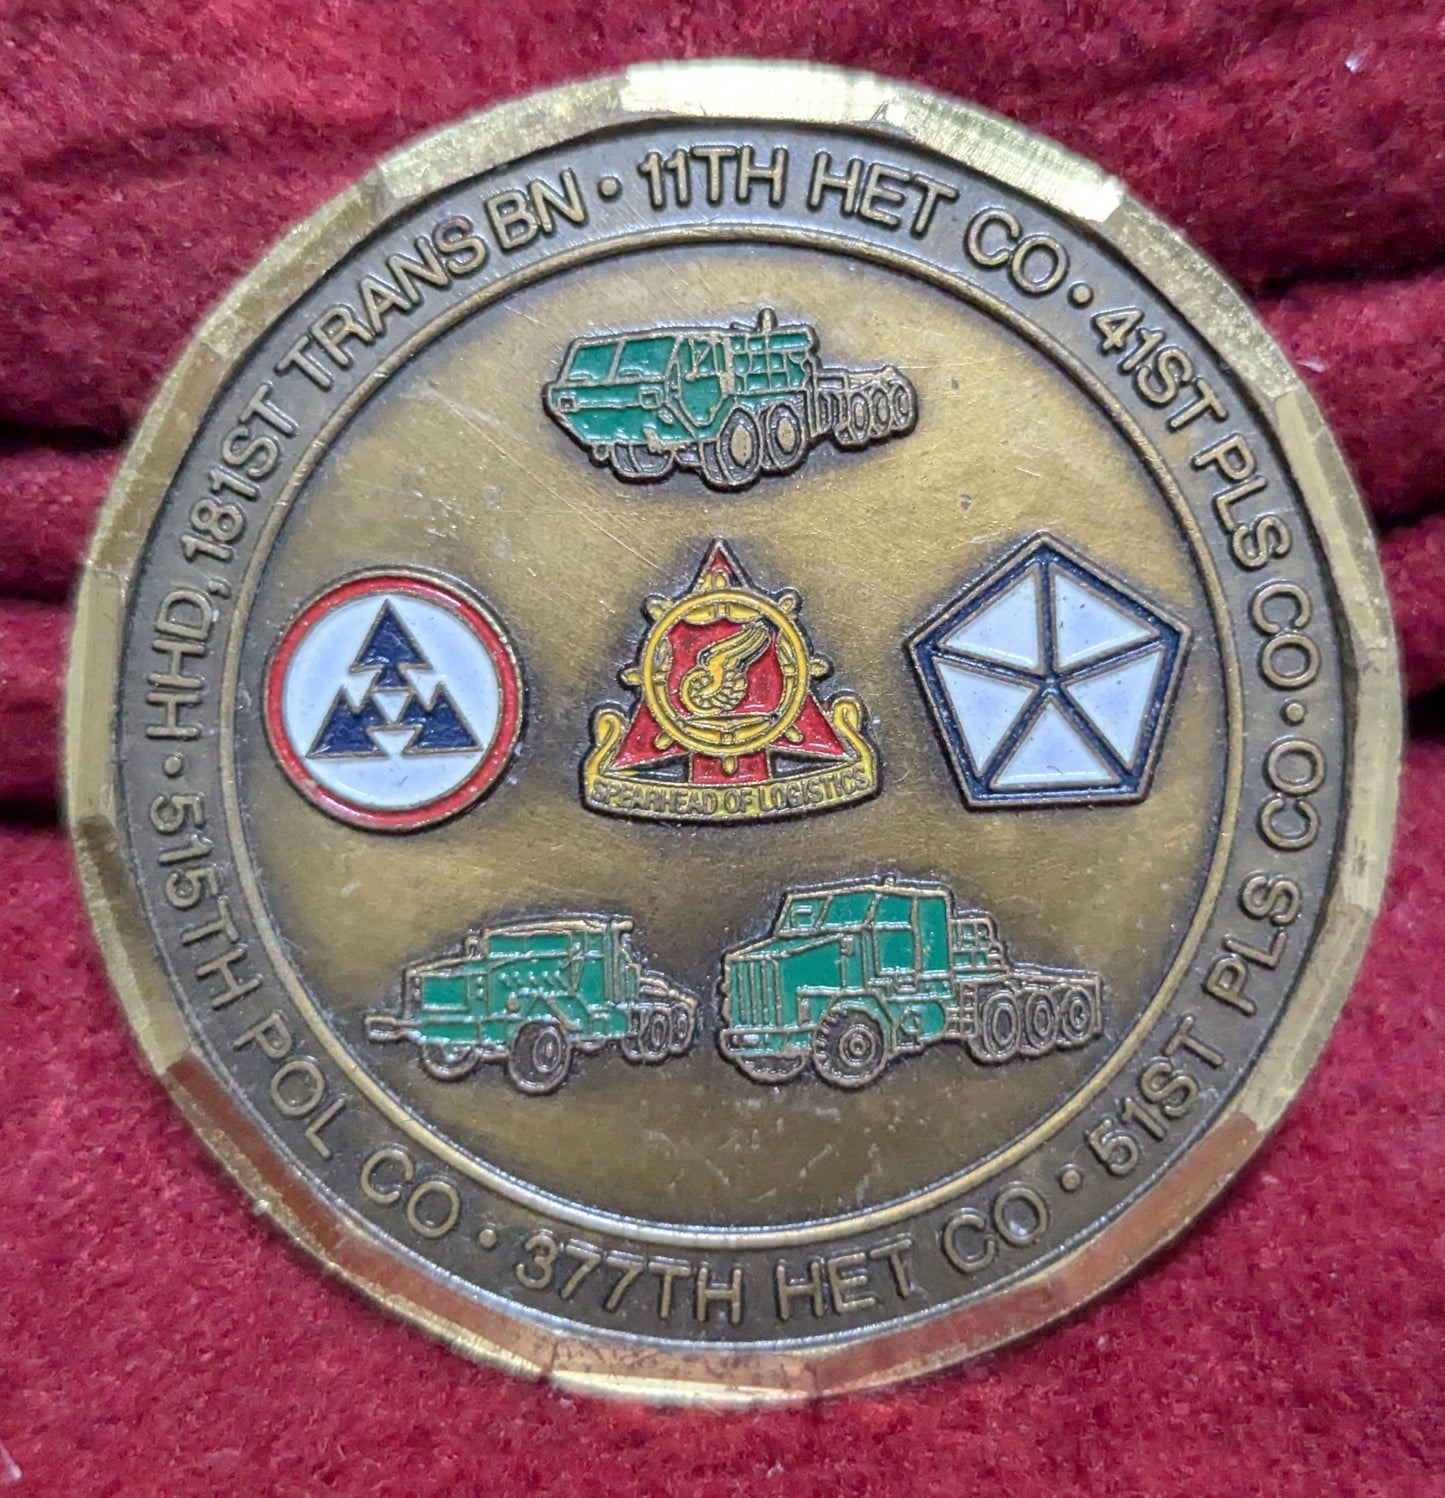 HHD, 181ST TRANS BN • 11TH HET CO • 41ST PLS CO • 51ST PLS CO • 377TH HET CO • 515TH POL CO •
SPEARHEAD OF LOGISTICS